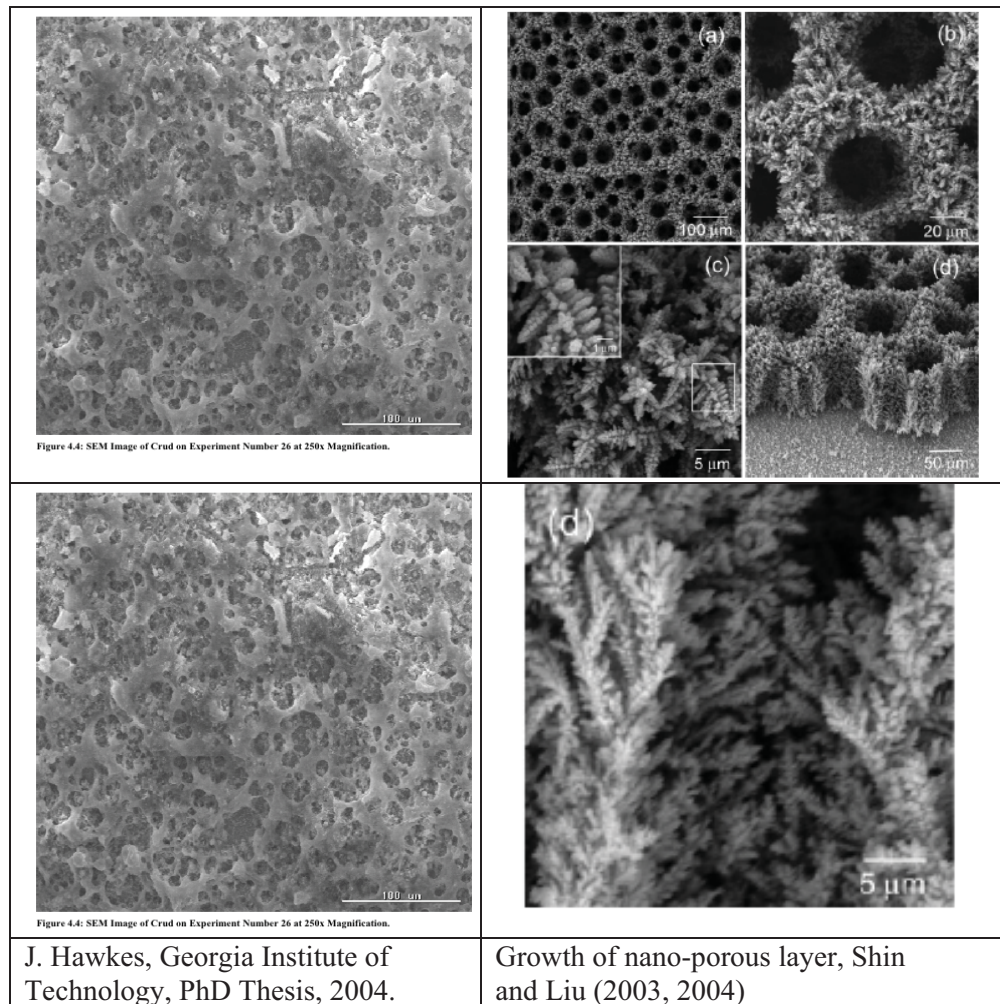 100 um
Figure 4.4: SEM Image of Crud on Experiment Number 26 at 250x Magnification.
(a)
100 µm
(b)
20 µm
(c)
1 µm
5 µm
(d)
50 µm
100 um
Figure 4.4: SEM Image of Crud on Experiment Number 26 at 250x Magnification.
(d)
5 µm
J. Hawkes, Georgia Institute of
Technology, PhD Thesis, 2004.
Growth of nano-porous layer, Shin
and Liu (2003, 2004)